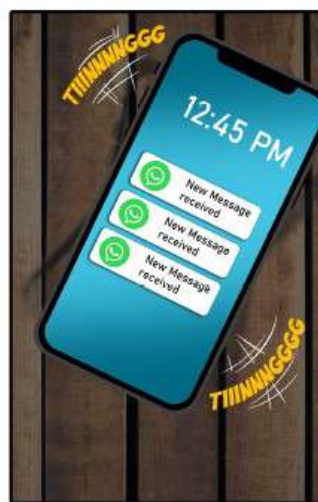 TIIINNNNGGG
12:45 PM
New Message
received
New Message
received
New Message
received
TIIINNNGGGG